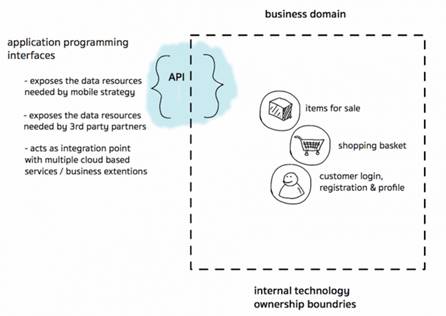 business domain
application programming
interfaces
- exposes the data resources
needed by mobile strategy
- exposes the data resources
needed by 3rd party partners
- acts as integration point
with multiple cloud based
services / business extentions
API
items for sale
shopping basket
customer login,
registration & profile
internal technology
ownership boundries